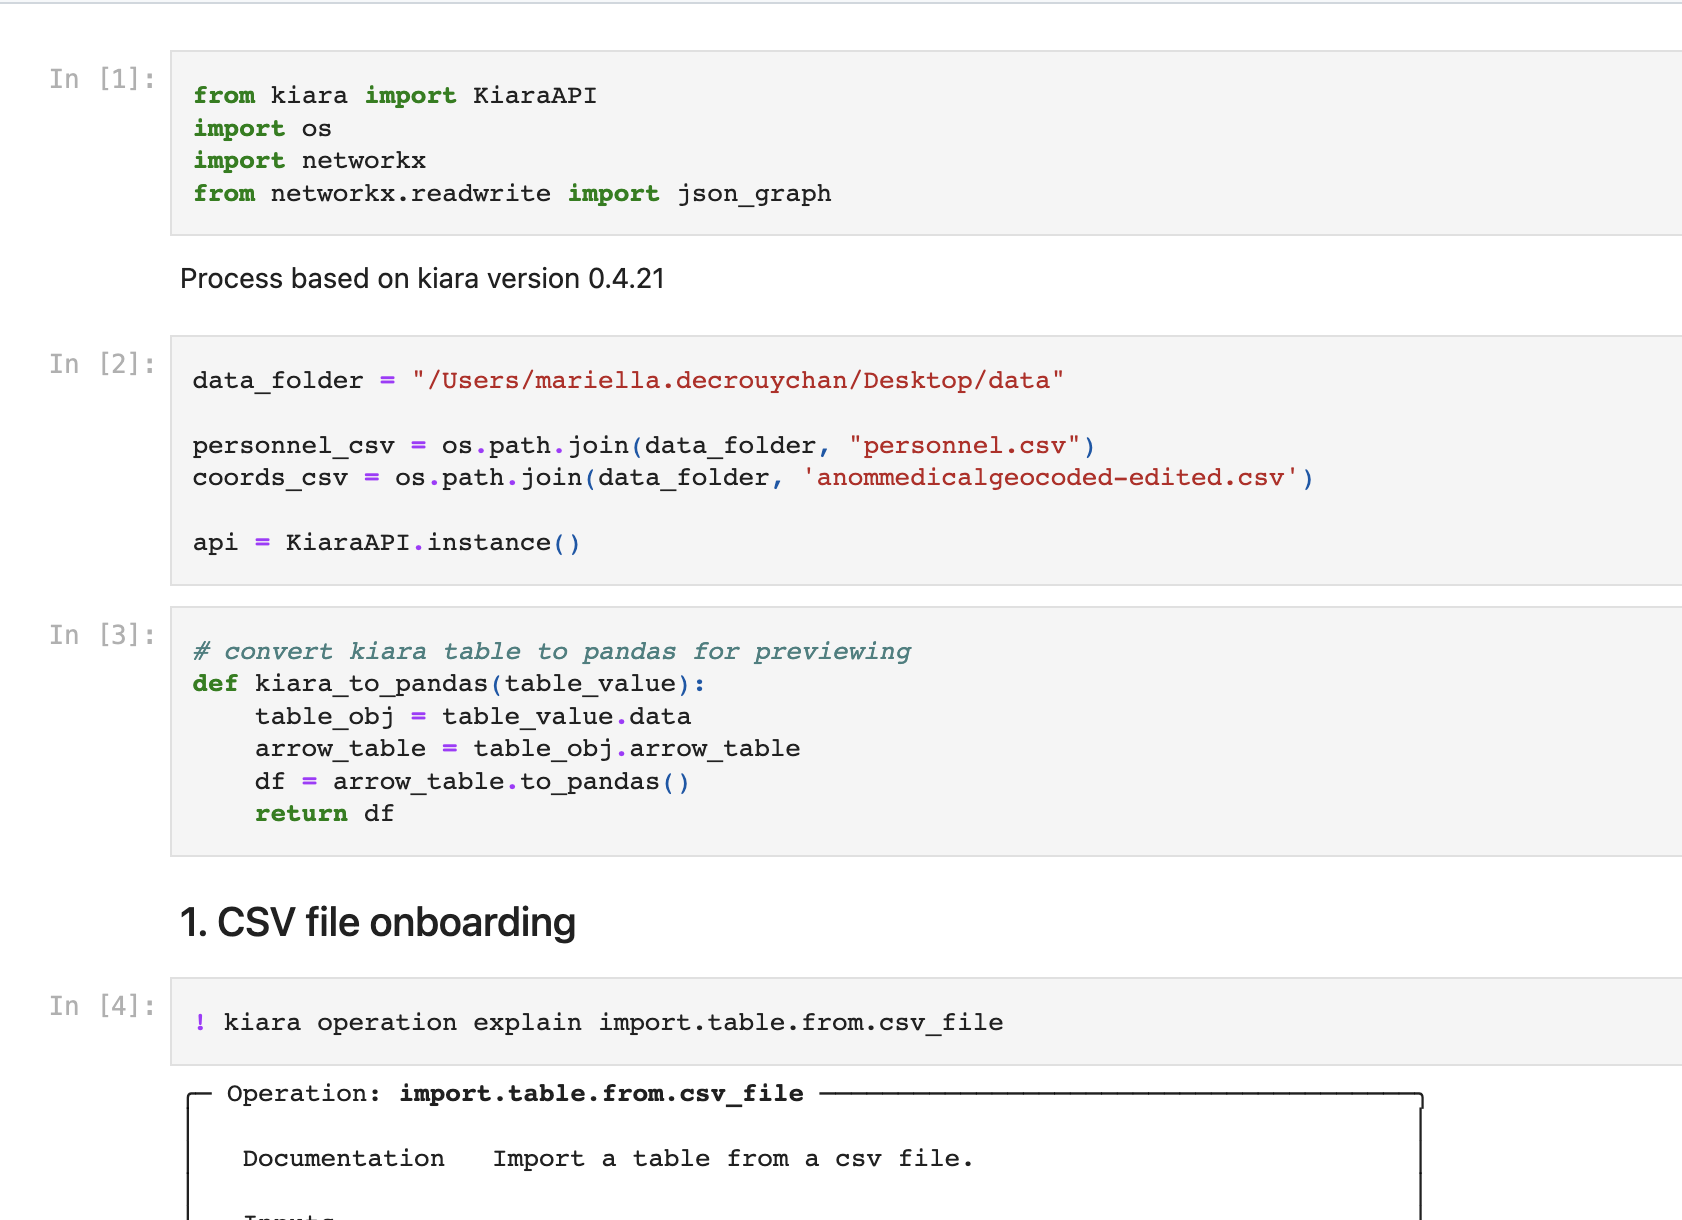 In [1]:
from kiara import KiaraAPI
import os
import networkx
from networkx.readwrite import json_graph
Process based on kiara version 0.4.21
In [2]:
data_folder = "/Users/mariella.decrouychan/Desktop/data"
personnel_csv = os.path.join(data_folder, "personnel.csv")
coords_csv = os.path.join(data_folder, 'anommedicalgeocoded-edited.csv')
api = KiaraAPI.instance()
In [3]:
# convert kiara table to pandas for previewing
def kiara_to_pandas(table_value):
    table_obj = table_value.data
    arrow_table = table_obj.arrow_table
    df = arrow_table.to_pandas()
    return df
1. CSV file onboarding
In [4]:
! kiara operation explain import.table.from.csv_file
Operation: import.table.from.csv_file
Documentation   Import a table from a csv file.